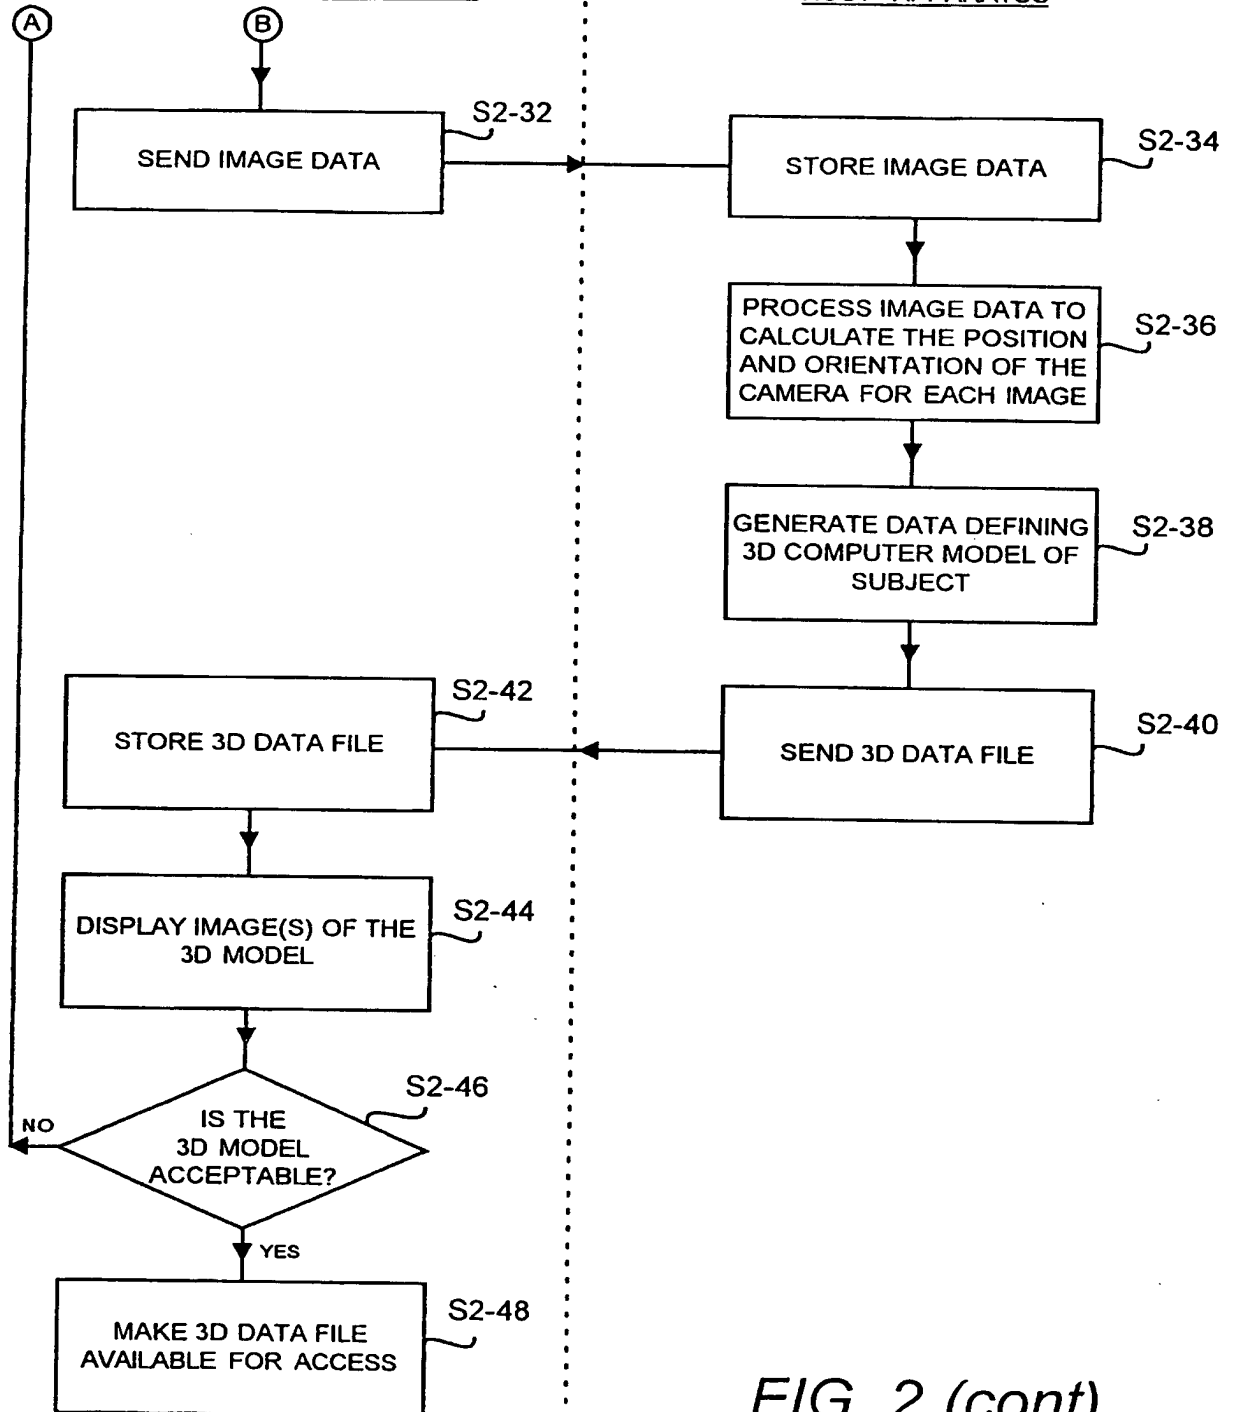 A
B
S2-32
SEND IMAGE DATA
S2-34
STORE IMAGE DATA
S2-36
PROCESS IMAGE DATA TO
CALCULATE THE POSITION
AND ORIENTATION OF THE
CAMERA FOR EACH IMAGE
S2-38
GENERATE DATA DEFINING
3D COMPUTER MODEL OF
SUBJECT
S2-40
SEND 3D DATA FILE
S2-42
STORE 3D DATA FILE
S2-44
DISPLAY IMAGE(S) OF THE
3D MODEL
S2-46
IS THE
3D MODEL
ACCEPTABLE?
NO
YES
S2-48
MAKE 3D DATA FILE
AVAILABLE FOR ACCESS
FIG. 2 (cont)